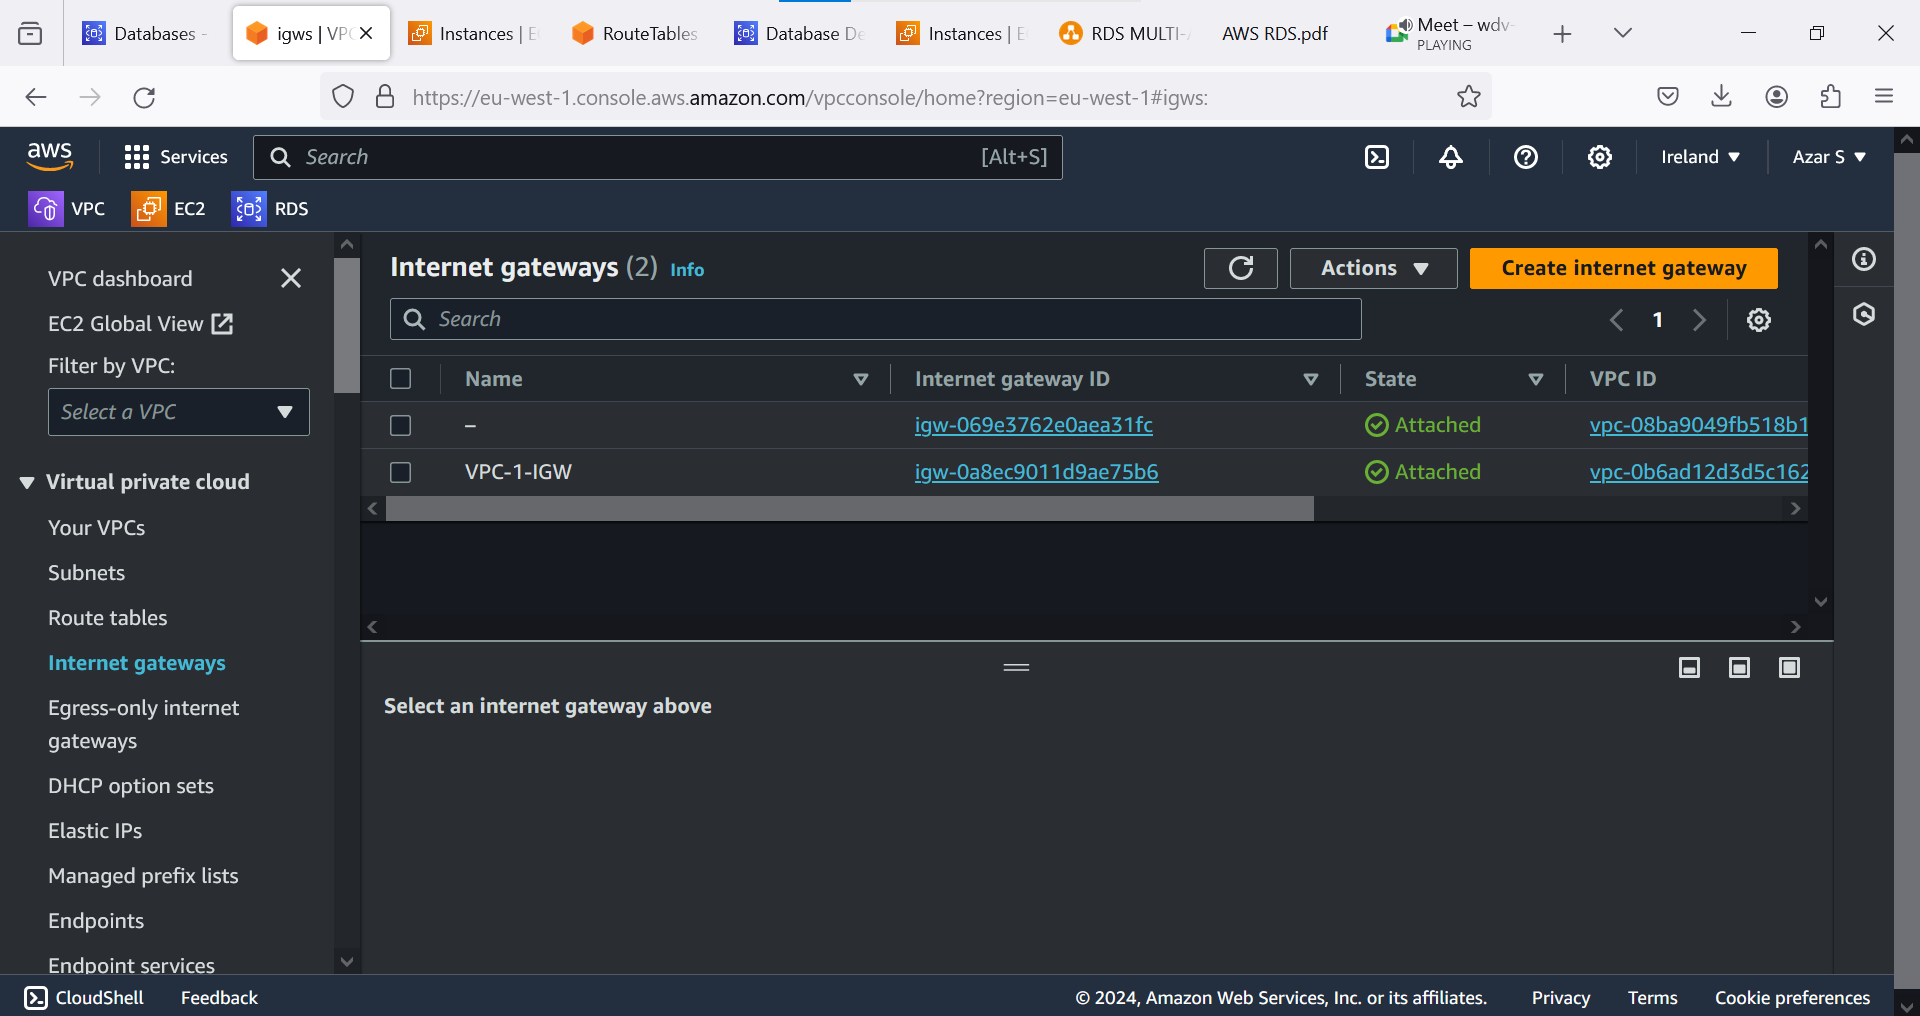 Databases -
igws | VPC
Instances | E
RouteTables
Database De
Instances | E
RDS MULTI-A
AWS RDS.pdf
Meet – wdv-
PLAYING
https://eu-west-1.console.aws.amazon.com/vpcconsole/home?region=eu-west-1#igws:
aws
Services
Search
[Alt+S]
Ireland
Azar S
VPC
EC2
RDS
VPC dashboard
EC2 Global View
Filter by VPC:
Select a VPC
Virtual private cloud
Your VPCs
Subnets
Route tables
Internet gateways
Egress-only internet
gateways
DHCP option sets
Elastic IPs
Managed prefix lists
Endpoints
Endpoint services
Internet gateways (2) Info
Actions
Create internet gateway
Search
1
Name
Internet gateway ID
State
VPC ID
–
igw-069e3762e0aea31fc
Attached
vpc-08ba9049fb518b1
VPC-1-IGW
igw-0a8ec9011d9ae75b6
Attached
vpc-0b6ad12d3d5c162
Select an internet gateway above
CloudShell
Feedback
© 2024, Amazon Web Services, Inc. or its affiliates.
Privacy
Terms
Cookie preferences